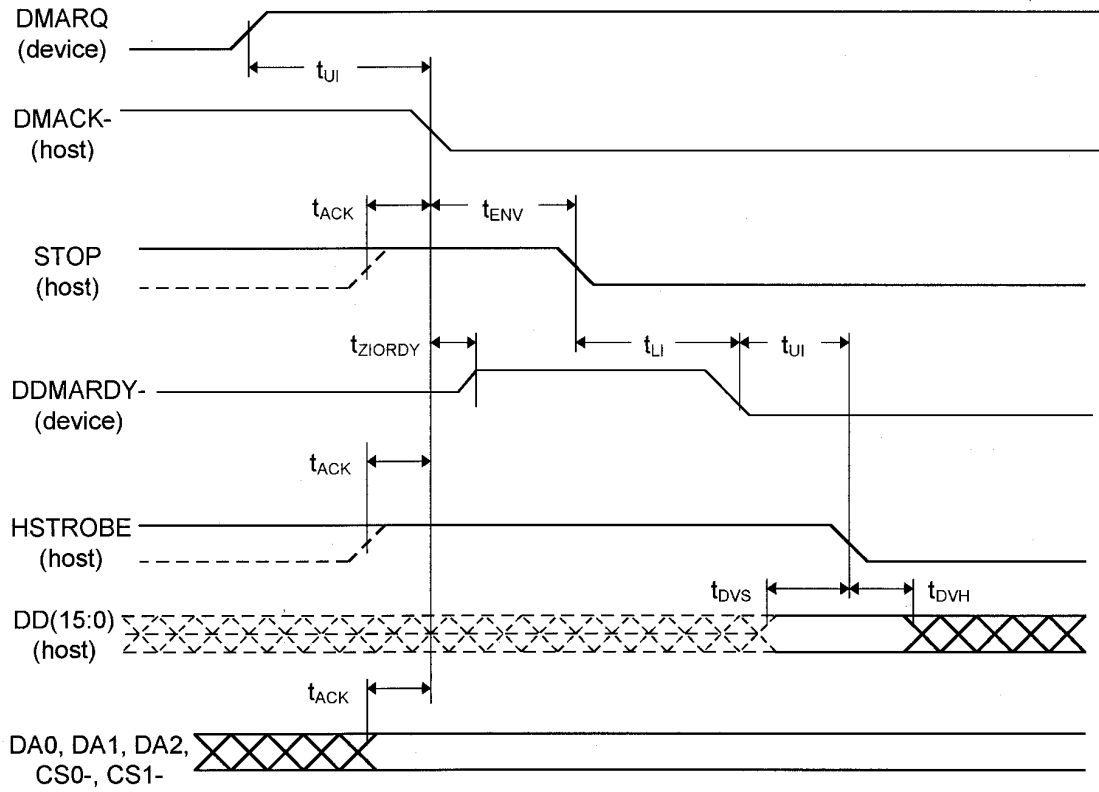 DMARQ
(device)
tUI
DMACK-
(host)
tACK
tENV
STOP
(host)
tZIORDY
tLI
tUI
DDMARDY-
(device)
tACK
HSTROBE
(host)
tDVS
tDVH
DD(15:0)
(host)
tACK
DA0, DA1, DA2,
CS0-, CS1-